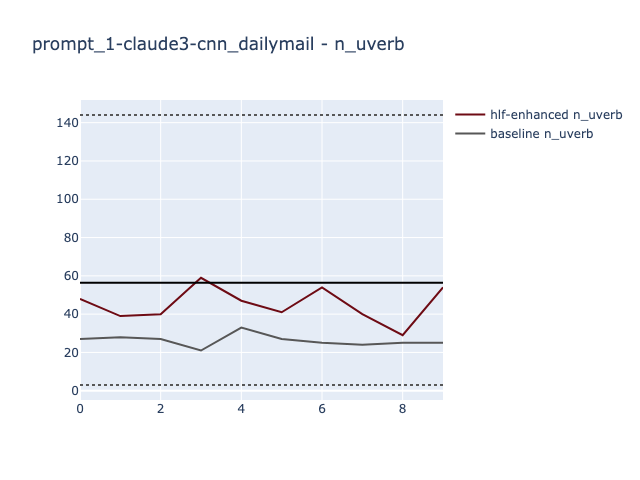 prompt_1-claude3-cnn_dailymail - n_uverb
hlf-enhanced n_uverb
baseline n_uverb
140
120
100
80
60
40
20
0
0 2 4 6 8